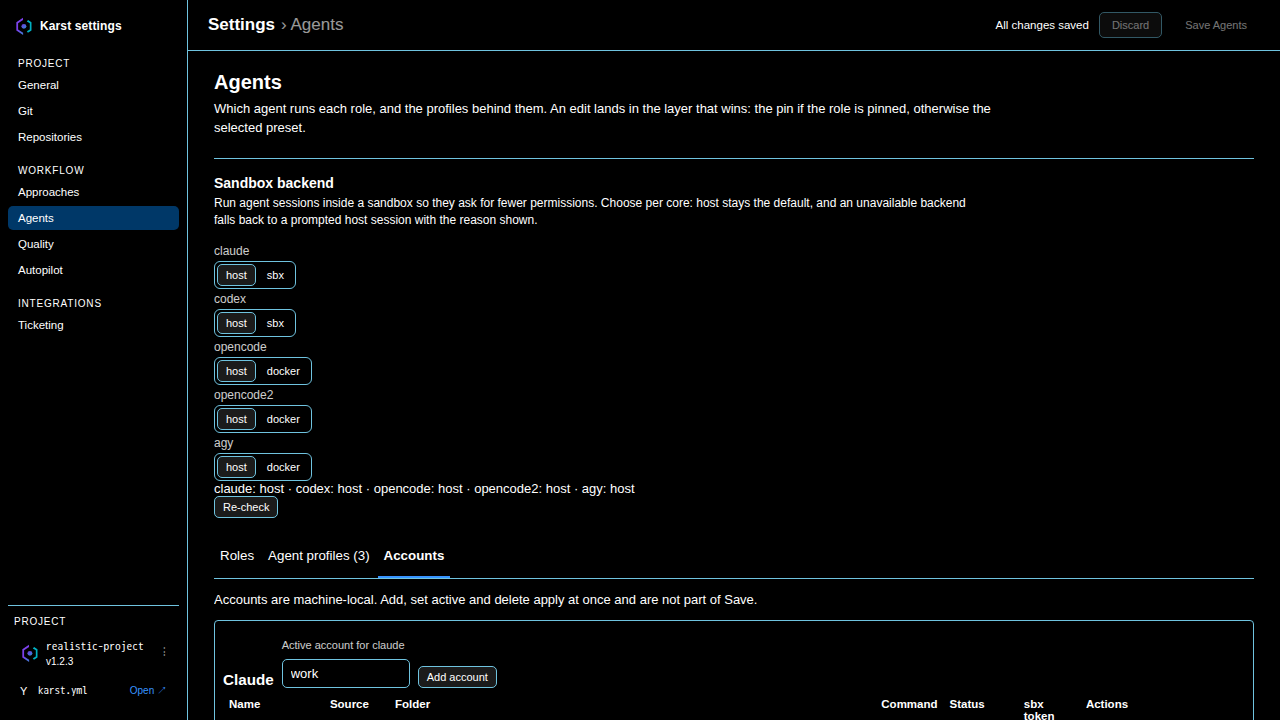 Karst settings
Settings › Agents
All changes saved
Discard
Save Agents
PROJECT
General
Git
Repositories
WORKFLOW
Approaches
Agents
Quality
Autopilot
INTEGRATIONS
Ticketing
PROJECT
realistic-project
v1.2.3
Y karst.yml
Open ↗
Agents
Which agent runs each role, and the profiles behind them. An edit lands in the layer that wins: the pin if the role is pinned, otherwise the
selected preset.
Sandbox backend
Run agent sessions inside a sandbox so they ask for fewer permissions. Choose per core: host stays the default, and an unavailable backend
falls back to a prompted host session with the reason shown.
claude
host sbx
codex
host sbx
opencode
host docker
opencode2
host docker
agy
host docker
claude: host · codex: host · opencode: host · opencode2: host · agy: host
Re-check
Roles Agent profiles (3) Accounts
Accounts are machine-local. Add, set active and delete apply at once and are not part of Save.
Active account for claude
Claude work Add account
Name Source Folder Command Status sbx token Actions